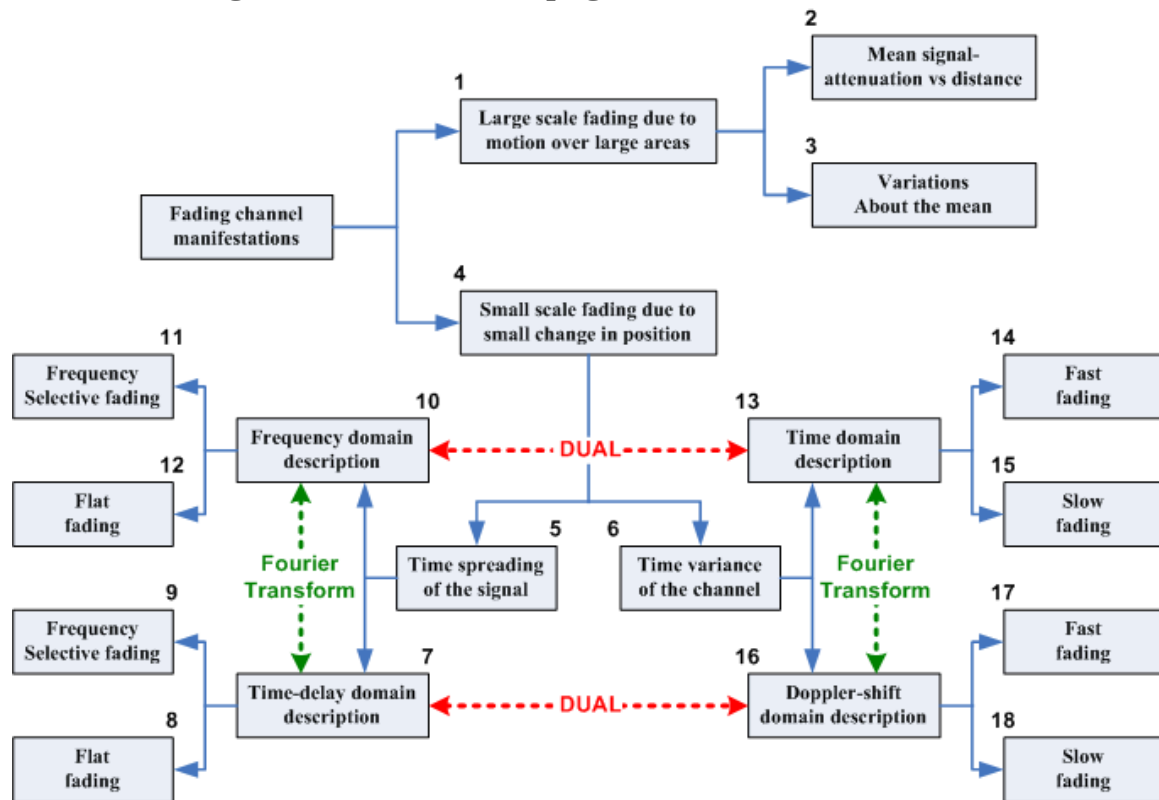 2
Mean signal-
attenuation vs distance
1
Large scale fading due to
motion over large areas
3
Variations
About the mean
Fading channel
manifestations
4
Small scale fading due to
small change in position
11
Frequency
Selective fading
14
Fast
fading
10
Frequency domain
description
DUAL
13
Time domain
description
12
Flat
fading
15
Slow
fading
5
Time spreading
of the signal
6
Time variance
of the channel
Fourier
Transform
Fourier
Transform
9
Frequency
Selective fading
17
Fast
fading
7
Time-delay domain
description
DUAL
16
Doppler-shift
domain description
8
Flat
fading
18
Slow
fading